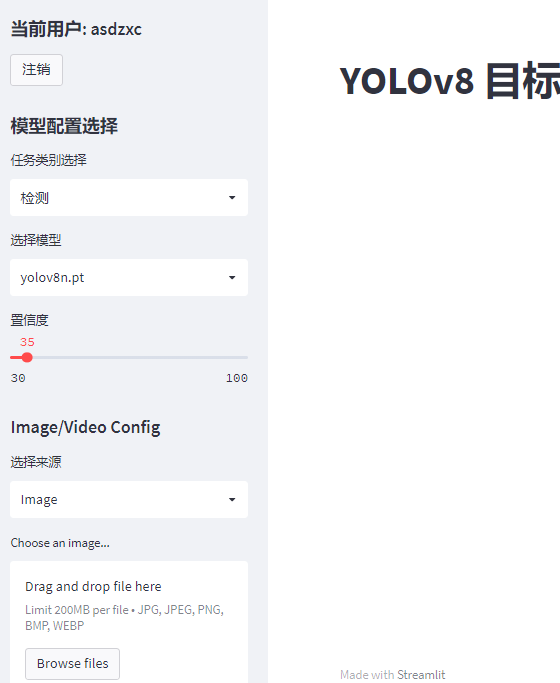 当前用户: asdzxc
注销
模型配置选择
任务类别选择
检测
选择模型
yolov8n.pt
置信度
35
30 100
Image/Video Config
选择来源
Image
Choose an image...
Drag and drop file here
Limit 200MB per file • JPG, JPEG, PNG,
BMP, WEBP
Browse files
YOLOv8 目标
Made with Streamlit